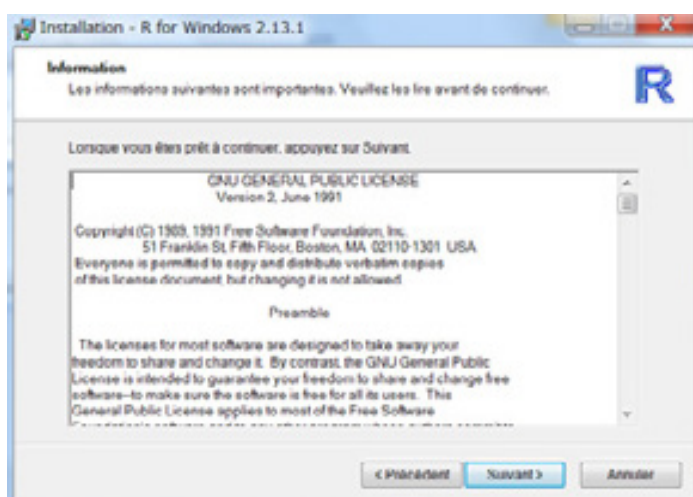 Installation - R for Windows 2.13.1
Information
Les informations suivantes sont importantes. Veuillez les lire avant de continuer.
R
Lorsque vous êtes prêt à continuer, appuyez sur Suivant.
GNU GENERAL PUBLIC LICENSE
Version 2, June 1991
Copyright (C) 1989, 1991 Free Software Foundation, Inc.
51 Franklin St, Fifth Floor, Boston, MA 02110-1301 USA
Everyone is permitted to copy and distribute verbatim copies
of this license document, but changing it is not allowed.
Preamble
The licenses for most software are designed to take away your
freedom to share and change it. By contrast, the GNU General Public
License is intended to guarantee your freedom to share and change free
software--to make sure the software is free for all its users. This
General Public License applies to most of the Free Software
< Précédent Suivant > Annuler